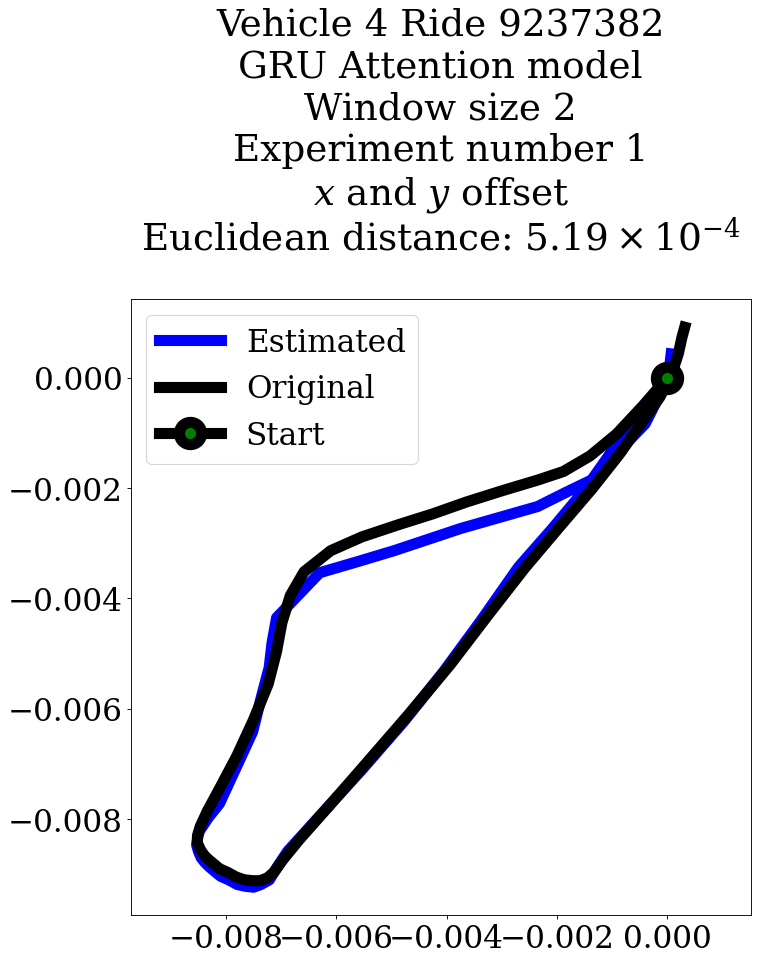 Vehicle 4 Ride 9237382
GRU Attention model
Window size 2
Experiment number 1
x and y offset
Euclidean distance: 5.19 × 10⁻⁴
Estimated
Original
Start
0.000
−0.002
−0.004
−0.006
−0.008
−0.008 −0.006 −0.004 −0.002 0.000